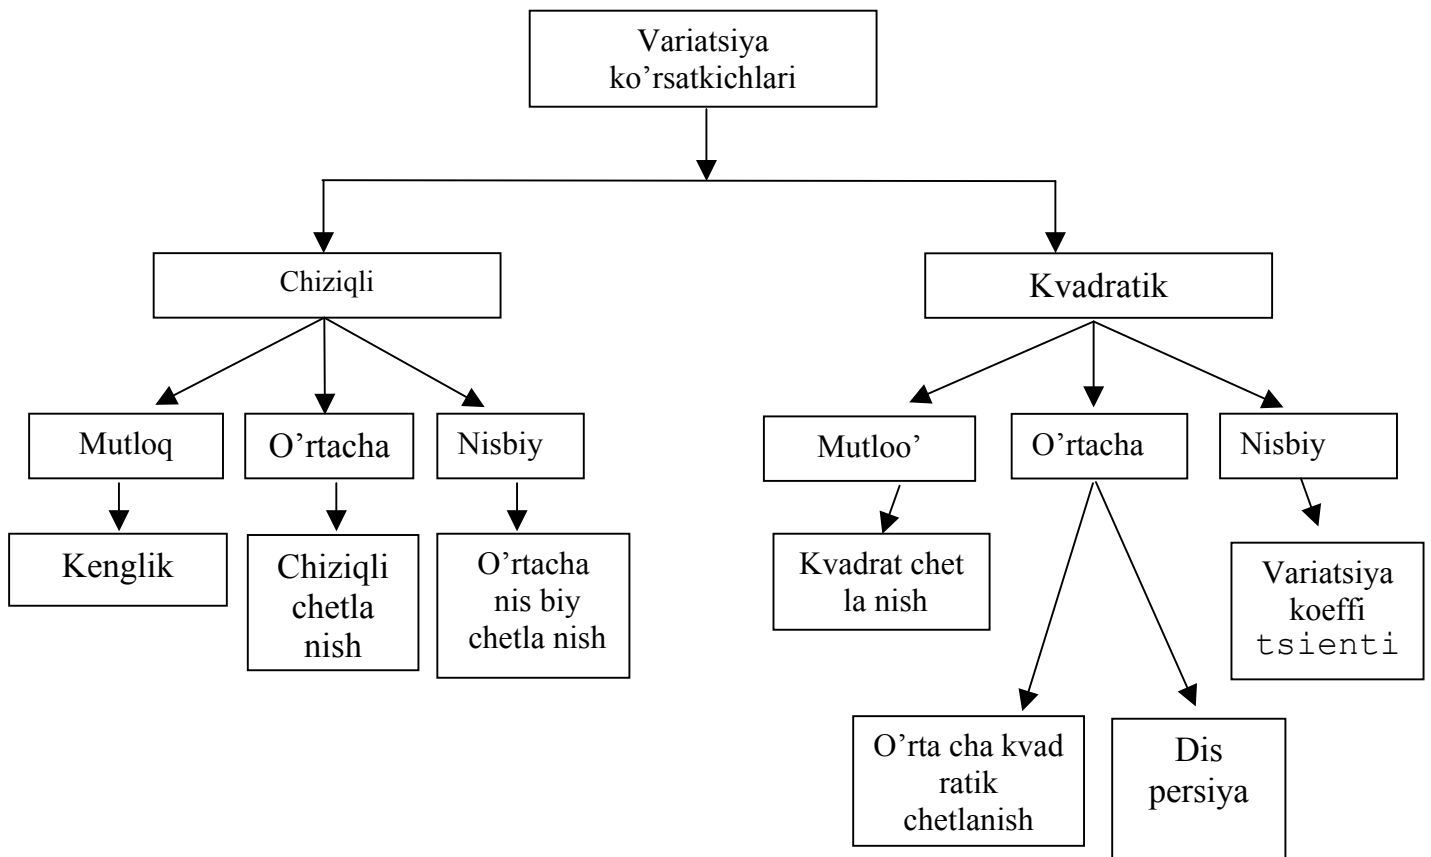 Variatsiya
ko’rsatkichlari
Chiziqli
Kvadratik
Mutloq
O’rtacha
Nisbiy
Mutloo’
O’rtacha
Nisbiy
Kenglik
Chiziqli
chetla
nish
O’rtacha
nis biy
chetla nish
Kvadrat chet
la nish
Variatsiya
koeffi
tsienti
O’rta cha kvad
ratik
chetlanish
Dis
persiya